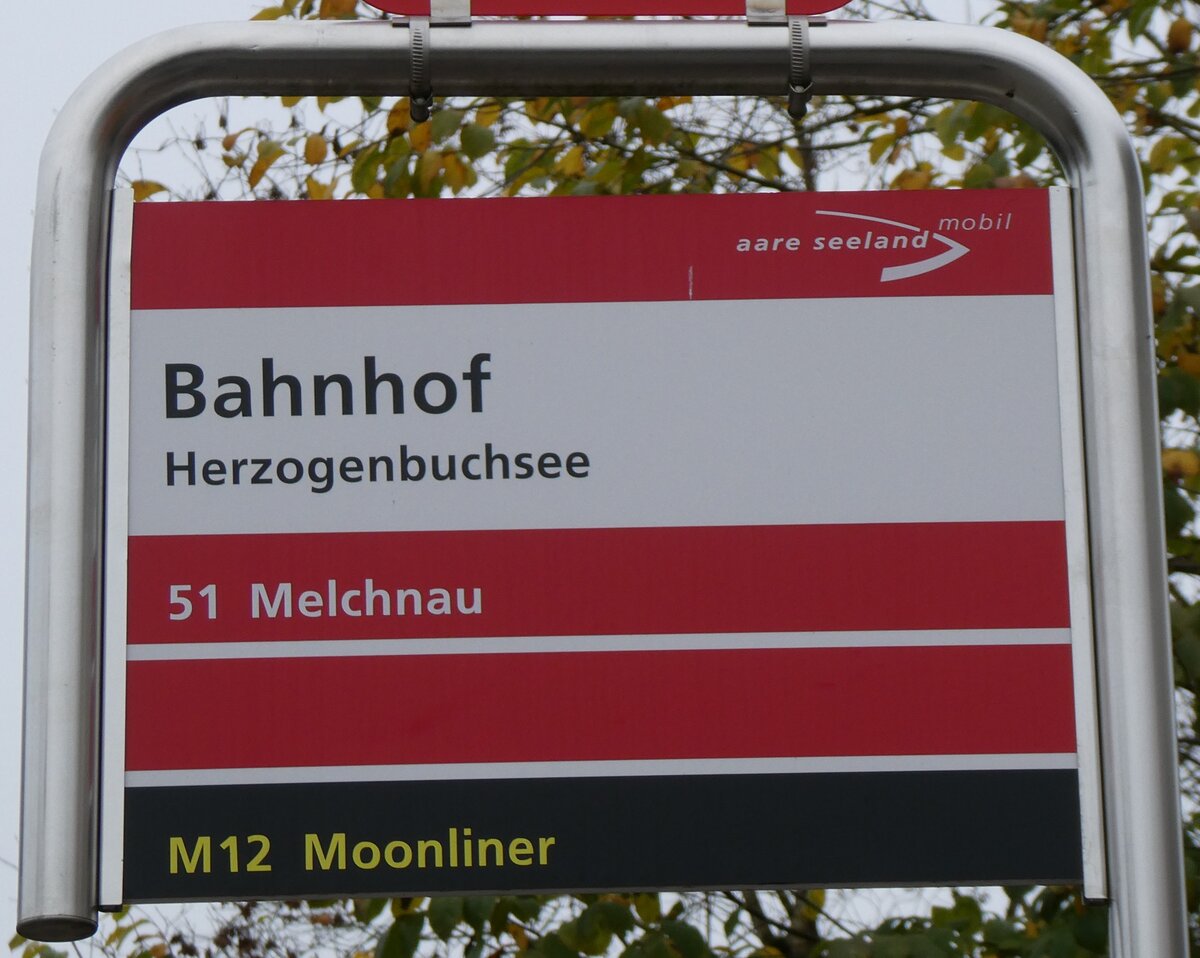 aare seeland mobil
Bahnhof
Herzogenbuchsee
51 Melchnau
M12 Moonliner